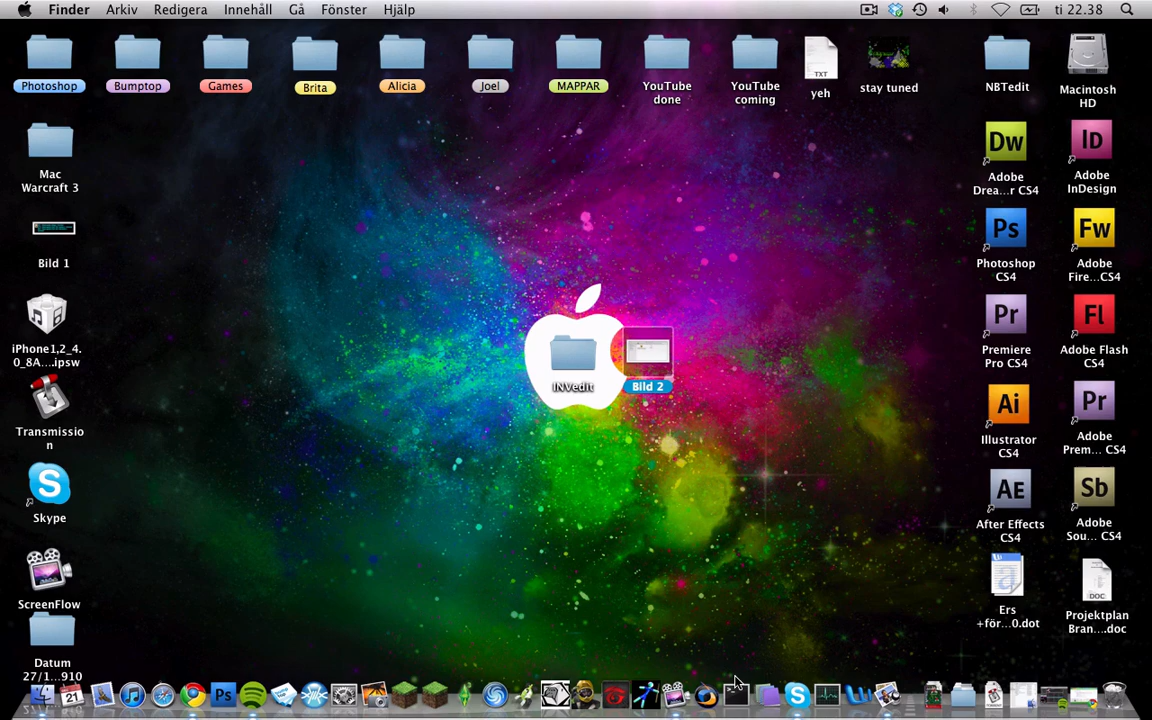 Finder Arkiv Redigera Innehåll Gå Fönster Hjälp ti 22.38
Photoshop
Bumptop
Games
Brita
Alicia
Joel
MAPPAR
YouTube
done
YouTube
coming
TXT
yeh
stay tuned
NBTedit
Macintosh
HD
Mac
Warcraft 3
Dw
Adobe
Drea...r CS4
Id
Adobe
InDesign
Bild 1
Ps
Photoshop
CS4
Fw
Adobe
Fire...CS4
iPhone1,2_4.
0_8A....ipsw
Pr
Premiere
Pro CS4
Fl
Adobe Flash
CS4
INVedit
Bild 2
Transmissio
n
Ai
Illustrator
CS4
Pr
Adobe
Prem... CS4
S
Skype
AE
After Effects
CS4
Sb
Adobe
Sou... CS4
ScreenFlow
Ers
+för...0.dot
DOC
Projektplan
Bran....doc
Datum
27/1...910
21
Ps
S
W